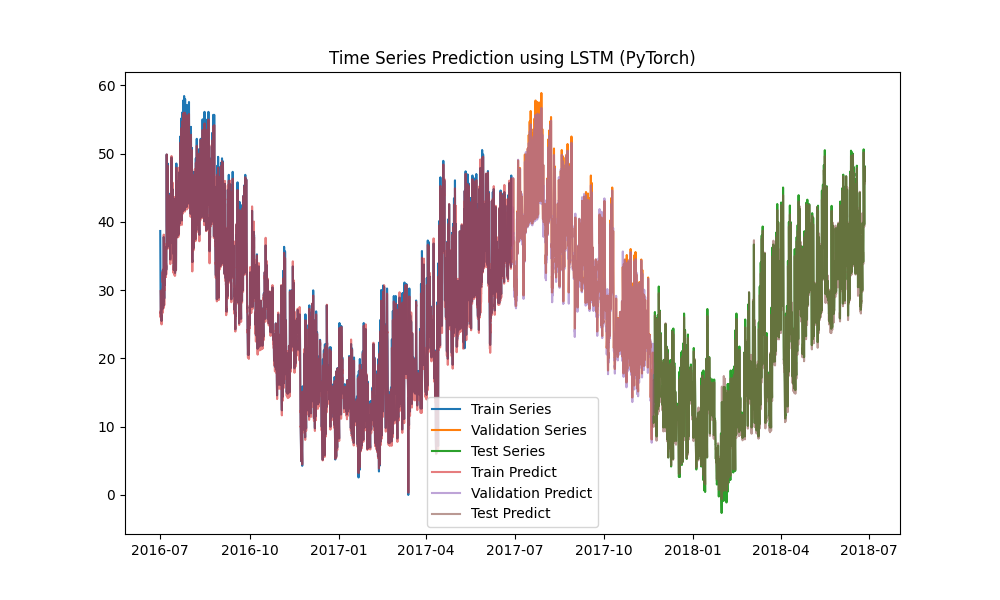 Time Series Prediction using LSTM (PyTorch)
60
50
40
30
20
10
0
Train Series
Validation Series
Test Series
Train Predict
Validation Predict
Test Predict
2016-07 2016-10 2017-01 2017-04 2017-07 2017-10 2018-01 2018-04 2018-07